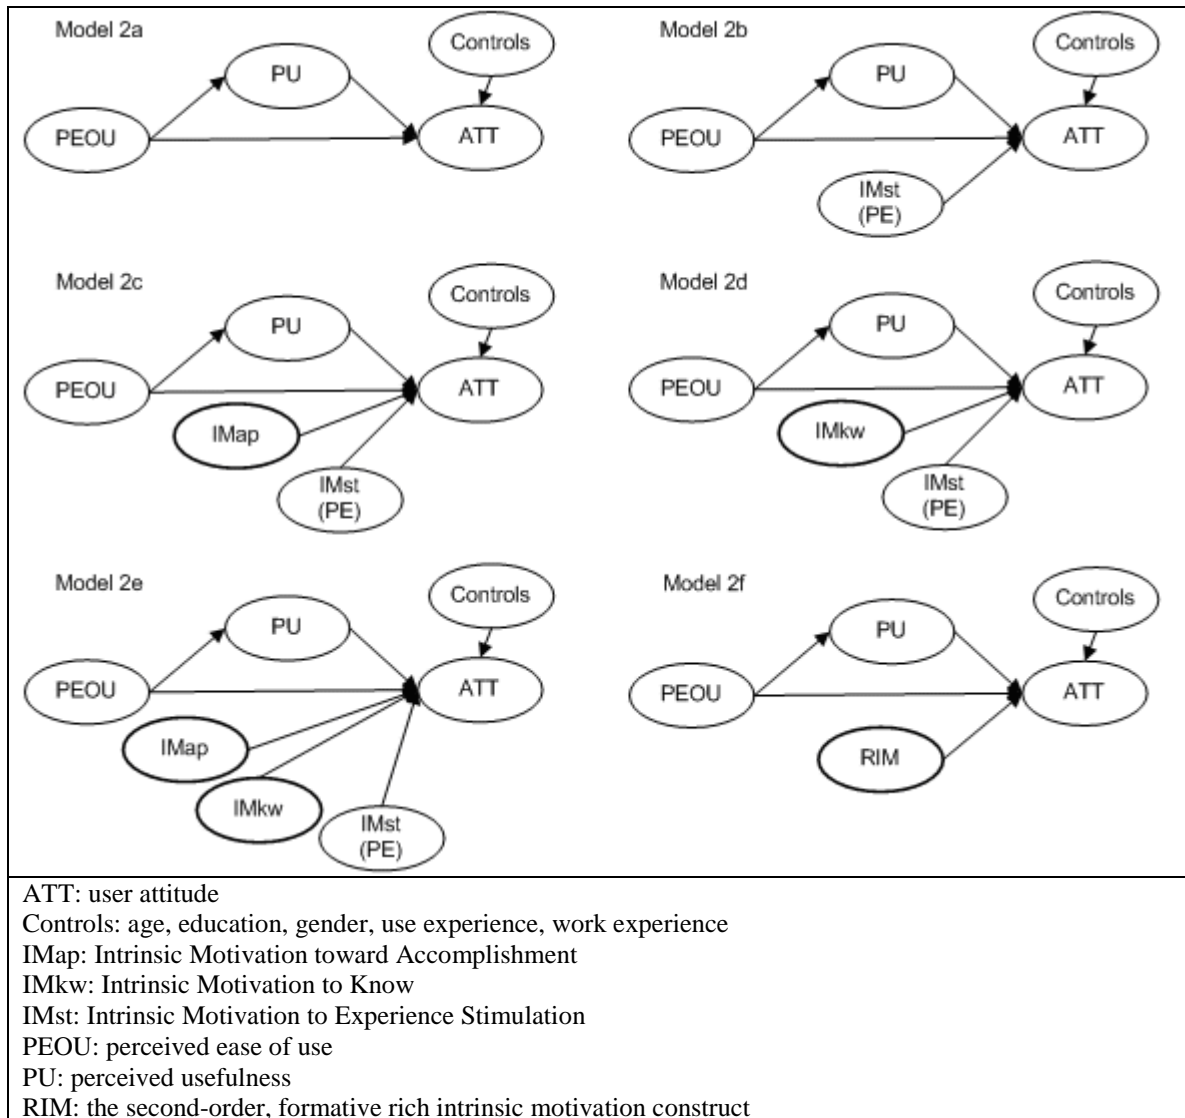 Model 2a
Controls
PU
PEOU
ATT
Model 2b
Controls
PU
PEOU
ATT
IMst
(PE)
Model 2c
Controls
PU
PEOU
ATT
IMap
IMst
(PE)
Model 2d
Controls
PU
PEOU
ATT
IMkw
IMst
(PE)
Model 2e
Controls
PU
PEOU
ATT
IMap
IMkw
IMst
(PE)
Model 2f
Controls
PU
PEOU
ATT
RIM
ATT: user attitude
Controls: age, education, gender, use experience, work experience
IMap: Intrinsic Motivation toward Accomplishment
IMkw: Intrinsic Motivation to Know
IMst: Intrinsic Motivation to Experience Stimulation
PEOU: perceived ease of use
PU: perceived usefulness
RIM: the second-order, formative rich intrinsic motivation construct